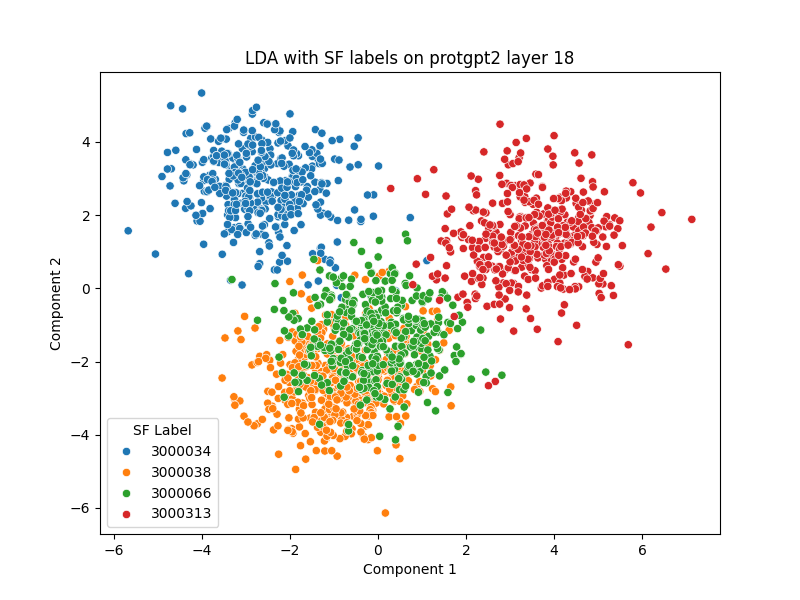 LDA with SF labels on protgpt2 layer 18
Component 2
4
2
0
−2
−4
−6
SF Label
3000034
3000038
3000066
3000313
−6 −4 −2 0 2 4 6
Component 1